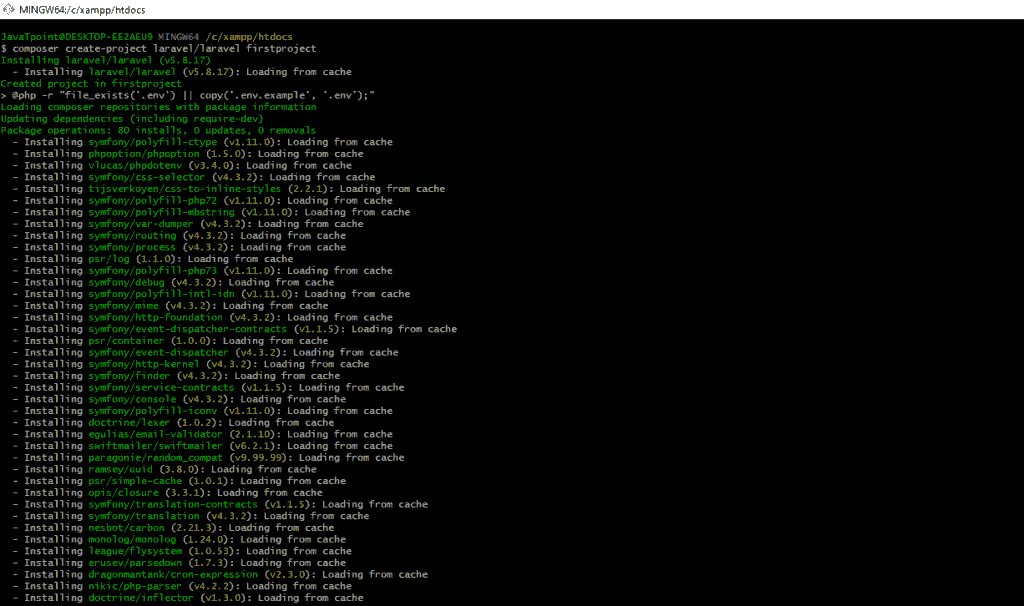 MINGW64:/c/xampp/htdocs
JavaTpoint@DESKTOP-EE2AEU9 MINGW64 /c/xampp/htdocs
$ composer create-project laravel/laravel firstproject
Installing laravel/laravel (v5.8.17)
- Installing laravel/laravel (v5.8.17): Loading from cache
Created project in firstproject
> @php -r "file_exists('.env') || copy('.env.example', '.env');"
Loading composer repositories with package information
Updating dependencies (including require-dev)
Package operations: 80 installs, 0 updates, 0 removals
- Installing symfony/polyfill-ctype (v1.11.0): Loading from cache
- Installing phpoption/phpoption (1.5.0): Loading from cache
- Installing vlucas/phpdotenv (v3.4.0): Loading from cache
- Installing symfony/css-selector (v4.3.2): Loading from cache
- Installing tijsverkoyen/css-to-inline-styles (2.2.1): Loading from cache
- Installing symfony/polyfill-php72 (v1.11.0): Loading from cache
- Installing symfony/polyfill-mbstring (v1.11.0): Loading from cache
- Installing symfony/var-dumper (v4.3.2): Loading from cache
- Installing symfony/routing (v4.3.2): Loading from cache
- Installing symfony/process (v4.3.2): Loading from cache
- Installing psr/log (1.1.0): Loading from cache
- Installing symfony/polyfill-php73 (v1.11.0): Loading from cache
- Installing symfony/debug (v4.3.2): Loading from cache
- Installing symfony/polyfill-intl-idn (v1.11.0): Loading from cache
- Installing symfony/mime (v4.3.2): Loading from cache
- Installing symfony/http-foundation (v4.3.2): Loading from cache
- Installing symfony/event-dispatcher-contracts (v1.1.5): Loading from cache
- Installing psr/container (1.0.0): Loading from cache
- Installing symfony/event-dispatcher (v4.3.2): Loading from cache
- Installing symfony/http-kernel (v4.3.2): Loading from cache
- Installing symfony/finder (v4.3.2): Loading from cache
- Installing symfony/service-contracts (v1.1.5): Loading from cache
- Installing symfony/console (v4.3.2): Loading from cache
- Installing symfony/polyfill-iconv (v1.11.0): Loading from cache
- Installing doctrine/lexer (1.0.2): Loading from cache
- Installing egulias/email-validator (2.1.10): Loading from cache
- Installing swiftmailer/swiftmailer (v6.2.1): Loading from cache
- Installing paragonie/random_compat (v9.99.99): Loading from cache
- Installing ramsey/uuid (3.8.0): Loading from cache
- Installing psr/simple-cache (1.0.1): Loading from cache
- Installing opis/closure (3.3.1): Loading from cache
- Installing symfony/translation-contracts (v1.1.5): Loading from cache
- Installing symfony/translation (v4.3.2): Loading from cache
- Installing nesbot/carbon (2.21.3): Loading from cache
- Installing monolog/monolog (1.24.0): Loading from cache
- Installing league/flysystem (1.0.53): Loading from cache
- Installing erusev/parsedown (1.7.3): Loading from cache
- Installing dragonmantank/cron-expression (v2.3.0): Loading from cache
- Installing nikic/php-parser (v4.2.2): Loading from cache
- Installing doctrine/inflector (v1.3.0): Loading from cache